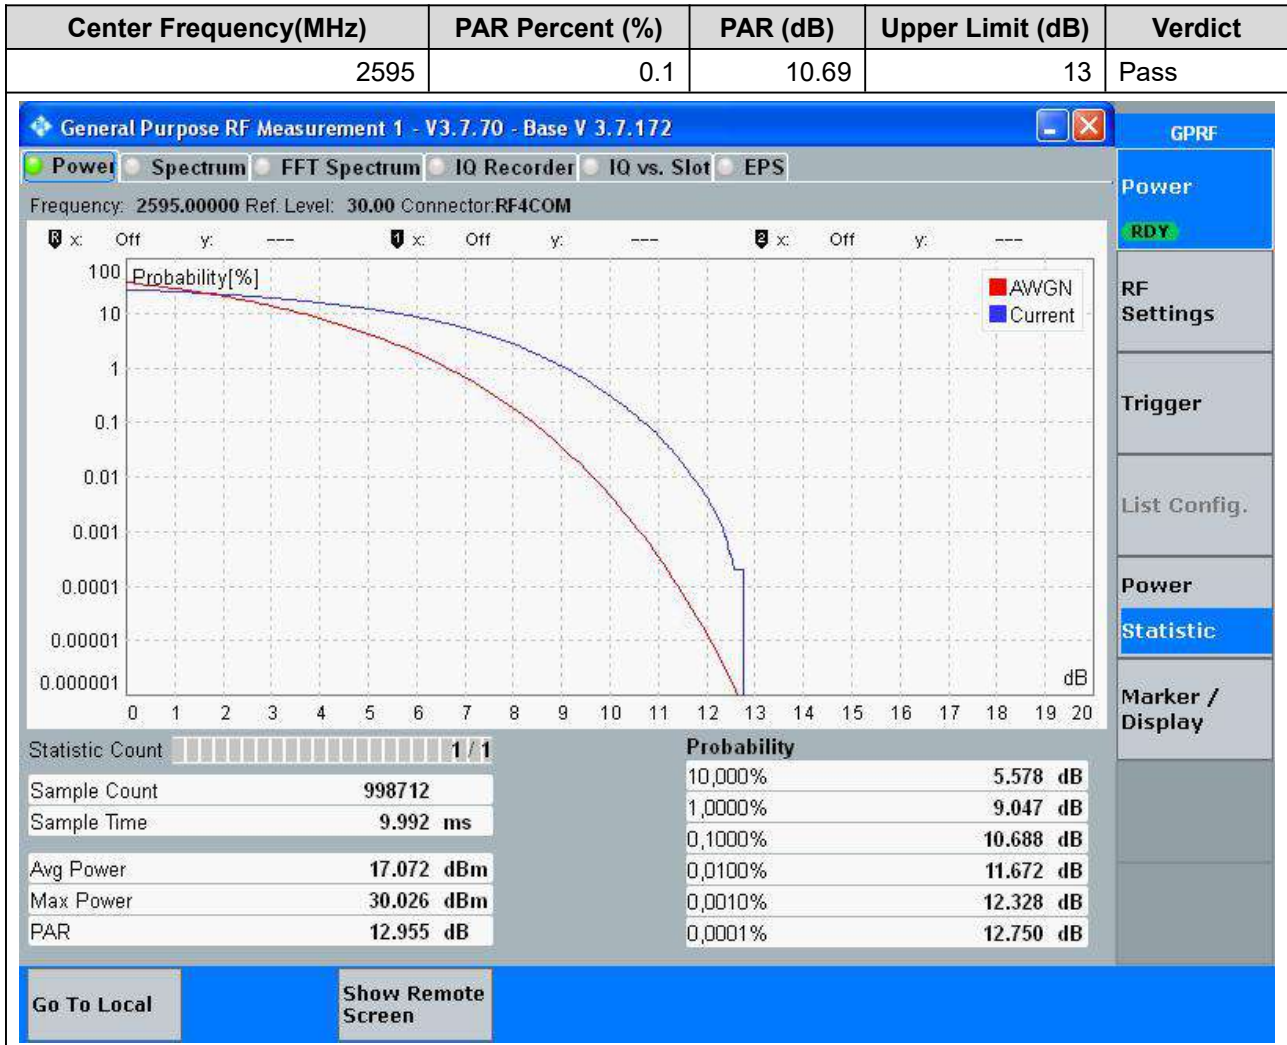 Center Frequency(MHz) PAR Percent (%) PAR (dB) Upper Limit (dB) Verdict
2595 0.1 10.69 13 Pass
General Purpose RF Measurement 1 - V3.7.70 - Base V 3.7.172
GPRF
Power Spectrum FFT Spectrum IQ Recorder IQ vs. Slot EPS
Power
RDY
Frequency: 2595.00000 Ref. Level: 30.00 Connector:RF4COM
R x: Off y: --- 1 x: Off y: --- 2 x: Off y: ---
Probability[%]
AWGN
Current
100
10
1
0.1
0.01
0.001
0.0001
0.00001
0.000001
dB
0 1 2 3 4 5 6 7 8 9 10 11 12 13 14 15 16 17 18 19 20
RF
Settings
Trigger
List Config.
Power
Statistic
Marker /
Display
Statistic Count 1 / 1
Sample Count 998712
Sample Time 9.992 ms
Avg Power 17.072 dBm
Max Power 30.026 dBm
PAR 12.955 dB
Probability
10,000% 5.578 dB
1,0000% 9.047 dB
0,1000% 10.688 dB
0,0100% 11.672 dB
0,0010% 12.328 dB
0,0001% 12.750 dB
Go To Local
Show Remote
Screen